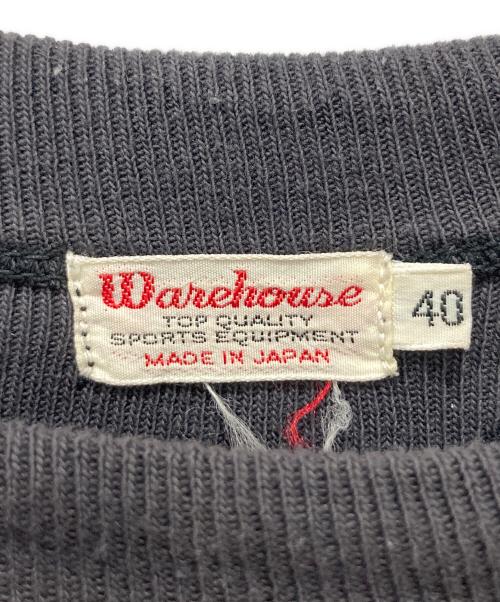 Warehouse
TOP QUALITY
SPORTS EQUIPMENT
MADE IN JAPAN
40